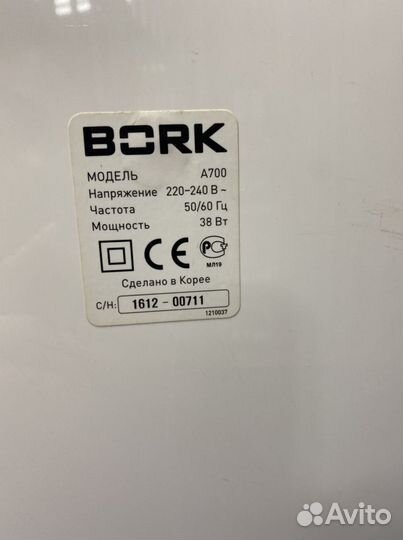 BORK
МОДЕЛЬ A700
Напряжение 220-240 В ~
Частота 50/60 Гц
Мощность 38 Вт
CE PC
МЛ19
Сделано в Корее
С/Н: 1612 - 00711
1210037
Avito